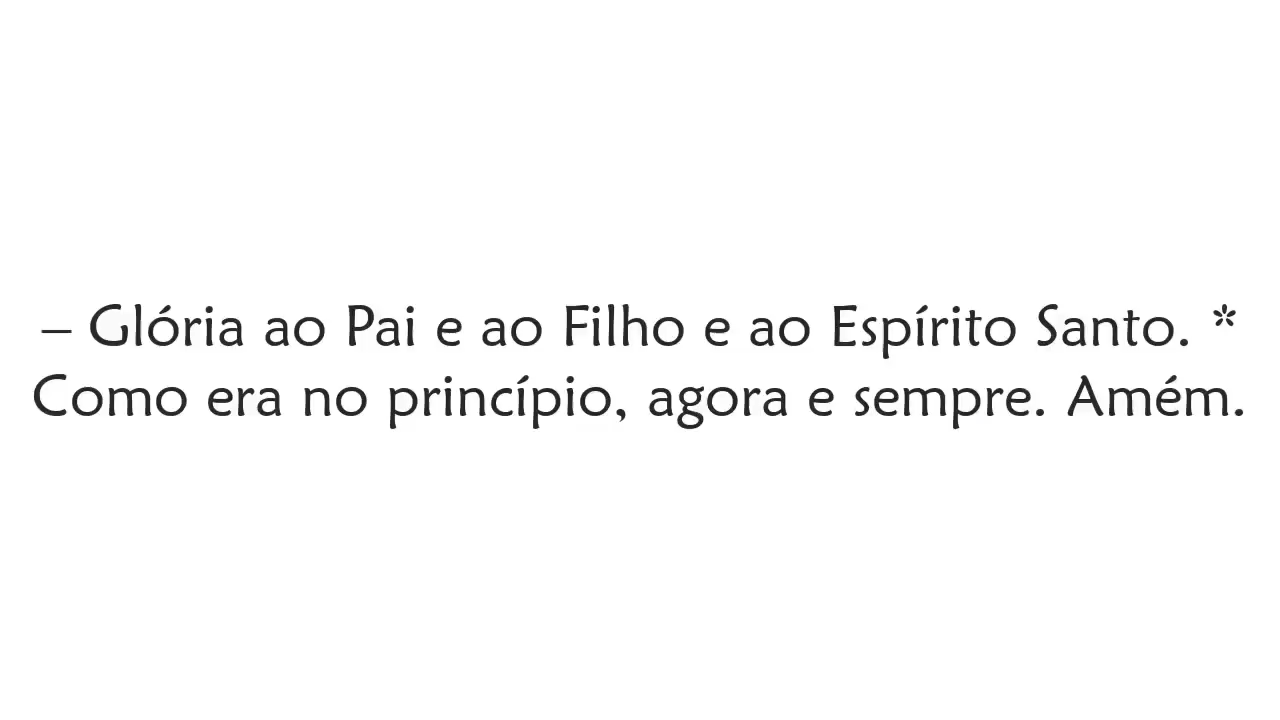 – Glória ao Pai e ao Filho e ao Espírito Santo. *
Como era no princípio, agora e sempre. Amém.